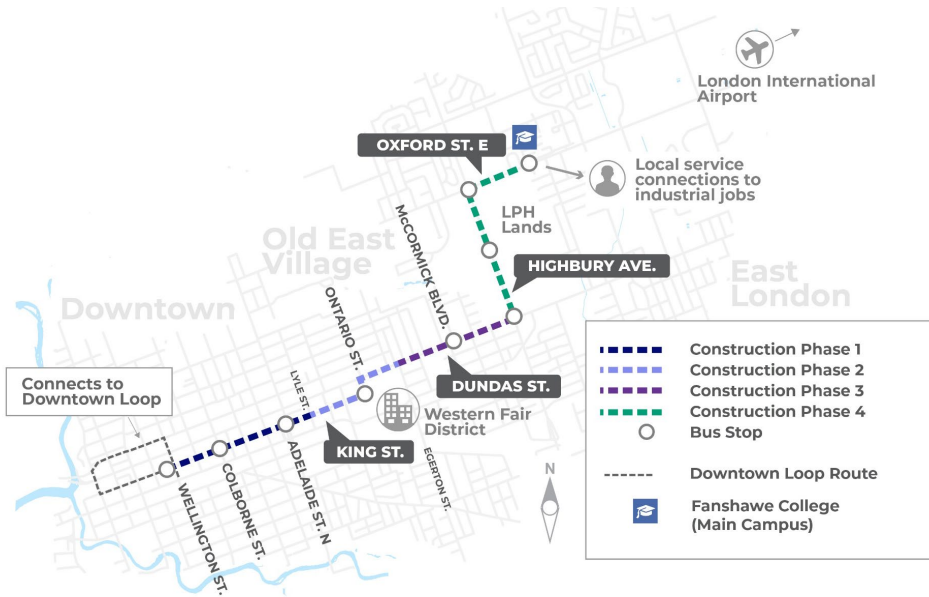 London International
Airport
OXFORD ST. E
Local service
connections to
industrial jobs
LPH
Lands
McCORMICK BLVD.
Old East
Village
HIGHBURY AVE.
East
London
Downtown
ONTARIO ST.
Construction Phase 1
Construction Phase 2
Construction Phase 3
Construction Phase 4
Bus Stop
Downtown Loop Route
Fanshawe College
(Main Campus)
Connects to
Downtown Loop
LYLE ST.
DUNDAS ST.
Western Fair
District
KING ST.
EGERTON ST.
N
ADELAIDE ST. N
COLBORNE ST.
WELLINGTON ST.